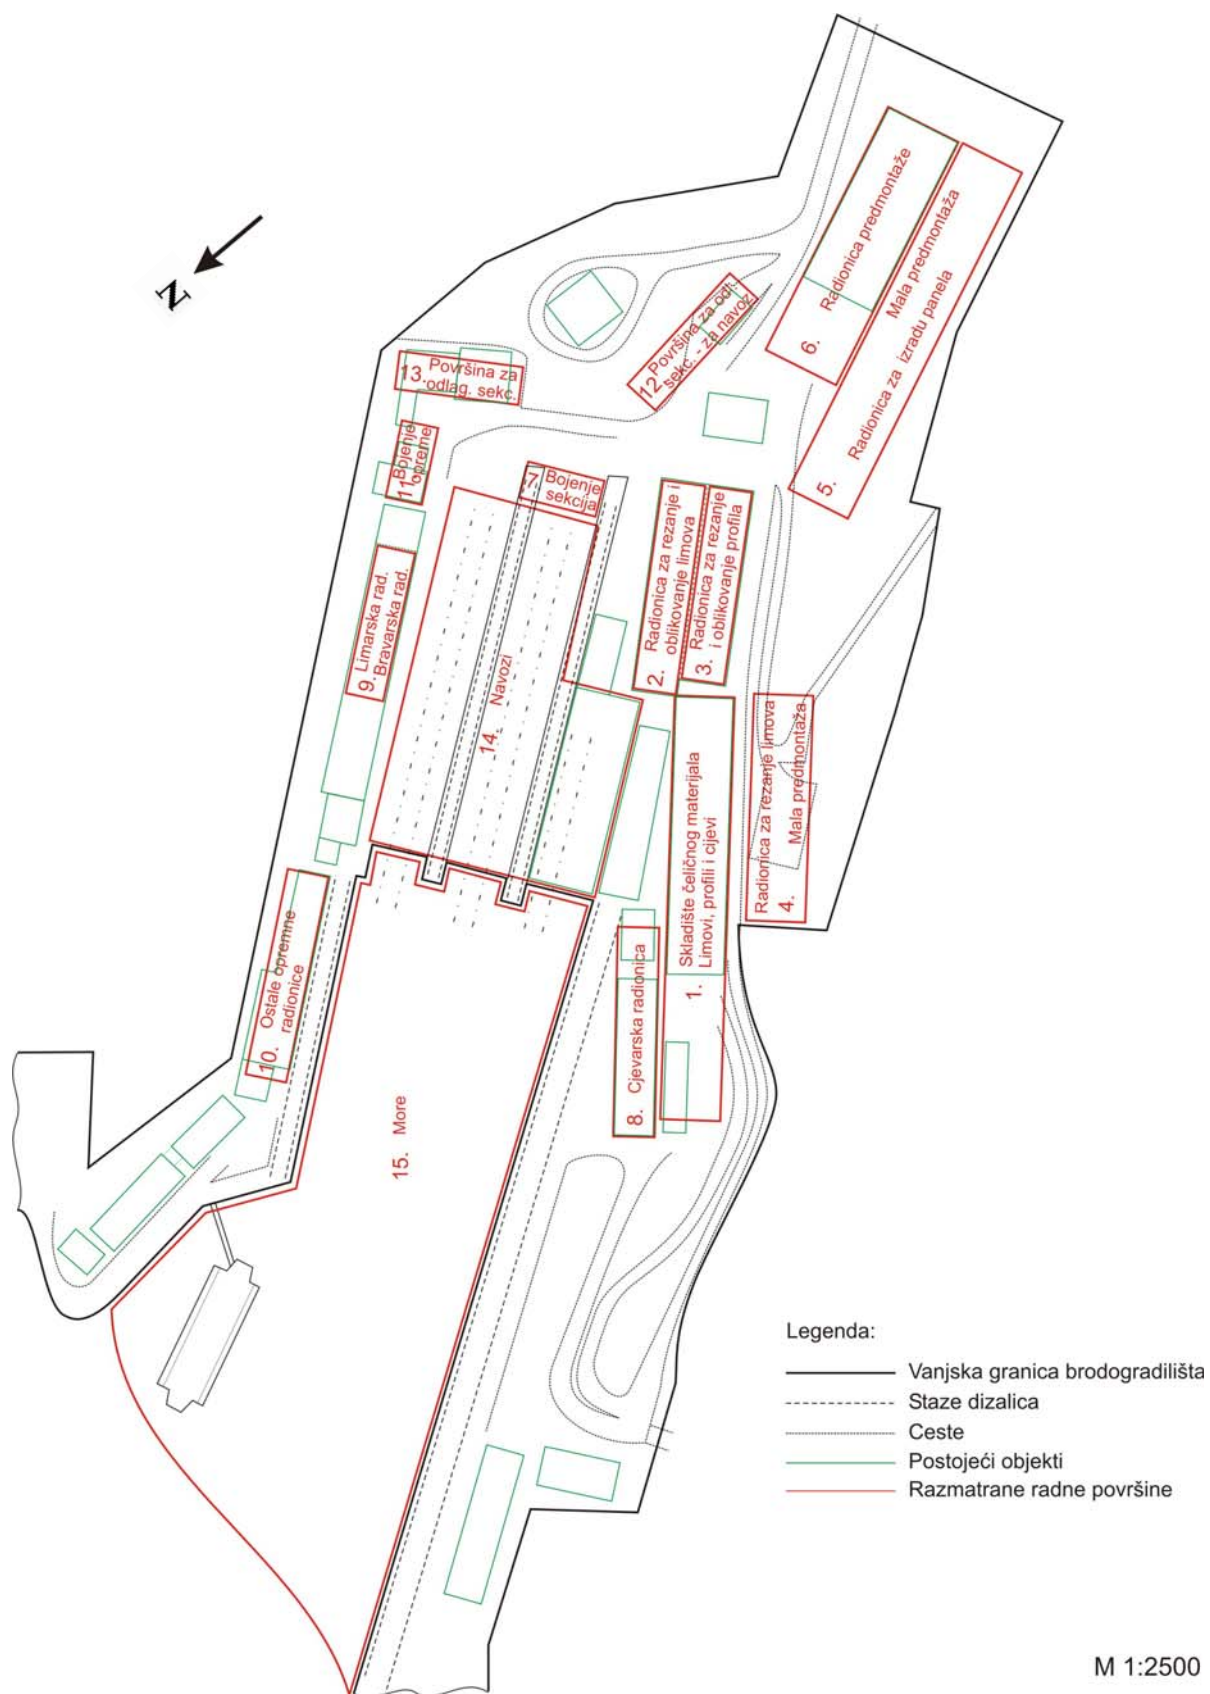 N
6. Radionica predmontaže
Mala predmontaža
5. Radionica za izradu panela
12. Površina za odl.
sekc. - za navoz
13. Površina za
odlag. sekc.
11. Bojenje
opreme
7. Bojenje
sekcija
2. Radionica za rezanje i
oblikovanje limova
3. Radionica za rezanje
i oblikovanje profila
9. Limarska rad.
Bravarska rad.
14. Navozi
Radionica za rezanje limova
4. Mala predmontaža
Skladište čeličnog materijala
1. Limovi, profili i cijevi
8. Cjevarska radionica
10. Ostale opremne
radionice
15. More
Legenda:
Vanjska granica brodogradilišta
Staze dizalica
Ceste
Postojeći objekti
Razmatrane radne površine
M 1:2500